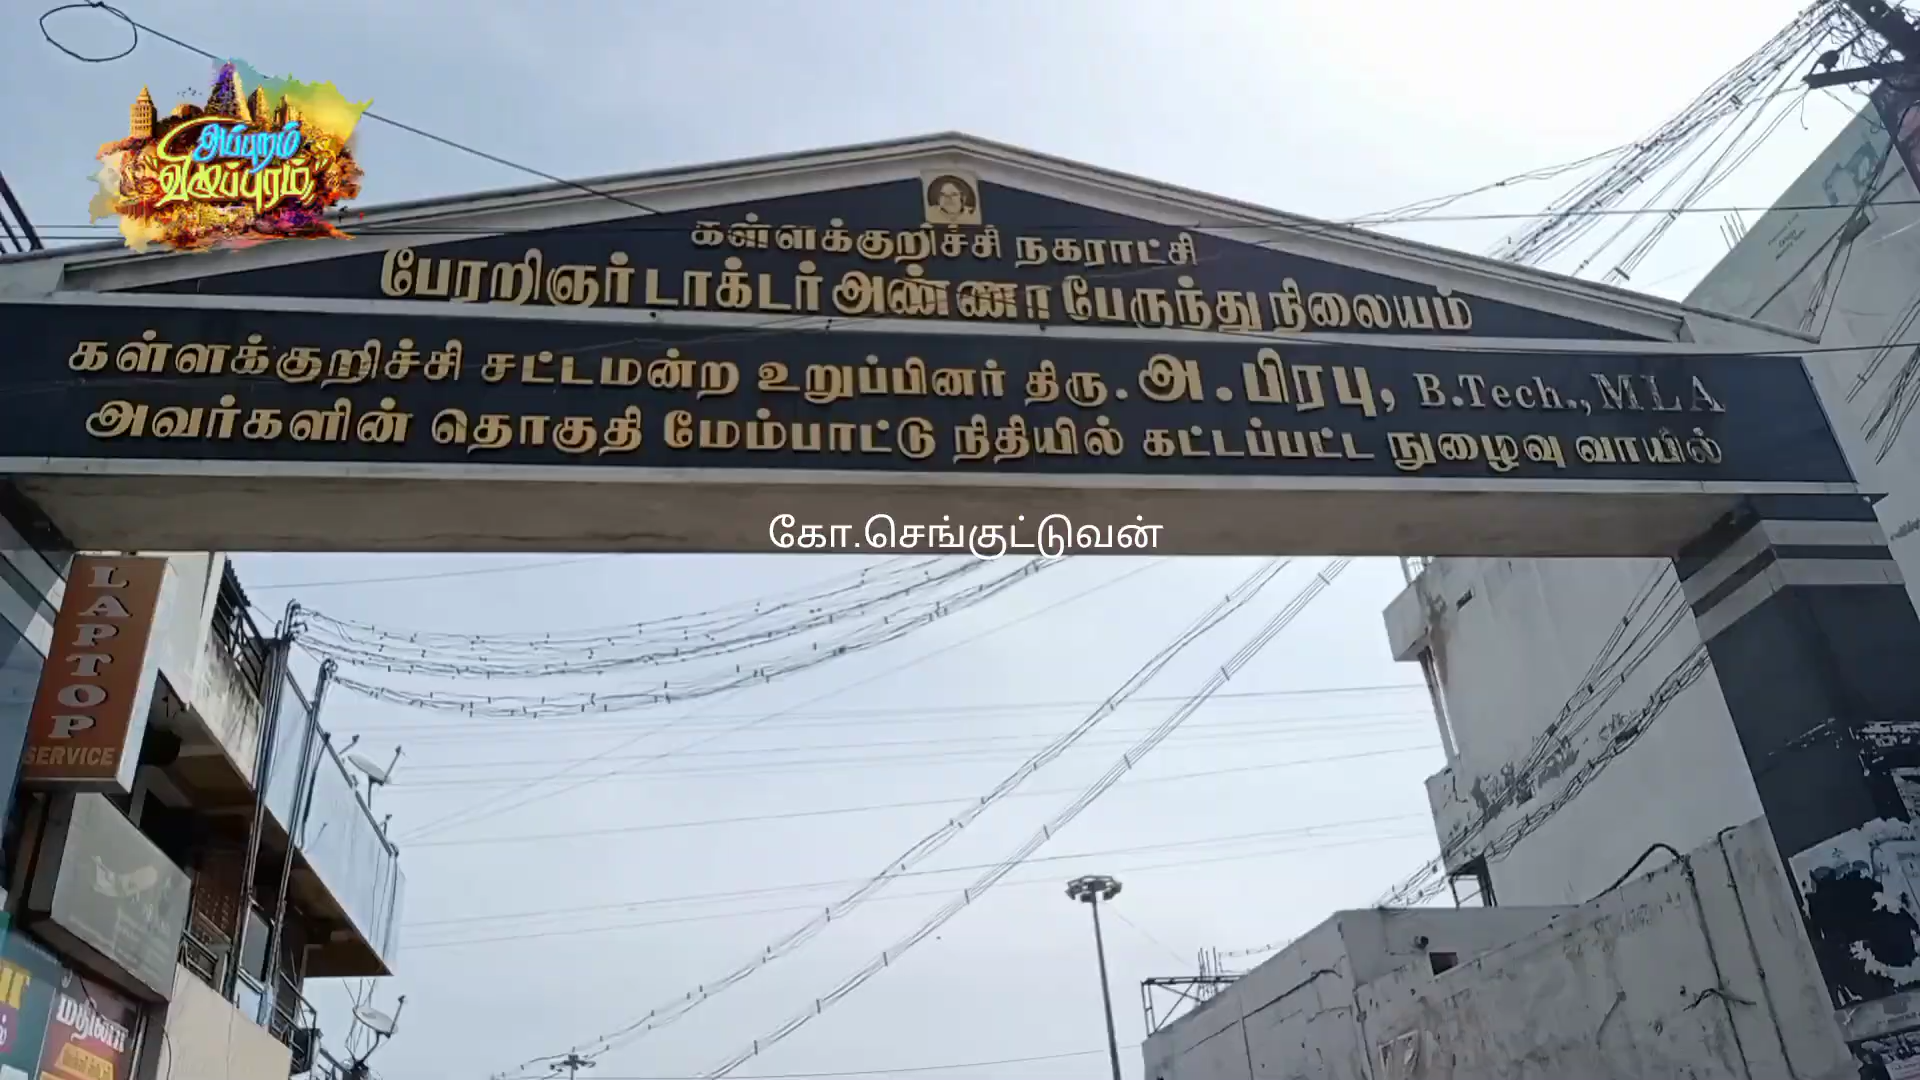 அப்புறம்
"விழுப்புரம்"
கள்ளக்குறிச்சி நகராட்சி
பேரறிஞர் டாக்டர் அண்ணா பேருந்து நிலையம்
கள்ளக்குறிச்சி சட்டமன்ற உறுப்பினர் திரு. அ. பிரபு, B.Tech., MLA
அவர்களின் தொகுதி மேம்பாட்டு நிதியில் கட்டப்பட்ட நுழைவு வாயில்
கோ.செங்குட்டுவன்
LAPTOP
SERVICE